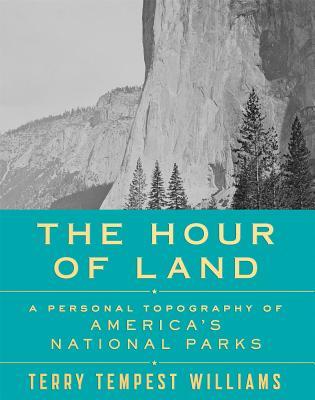 THE HOUR
OF LAND
A PERSONAL TOPOGRAPHY OF
AMERICA'S
NATIONAL PARKS
TERRY TEMPEST WILLIAMS